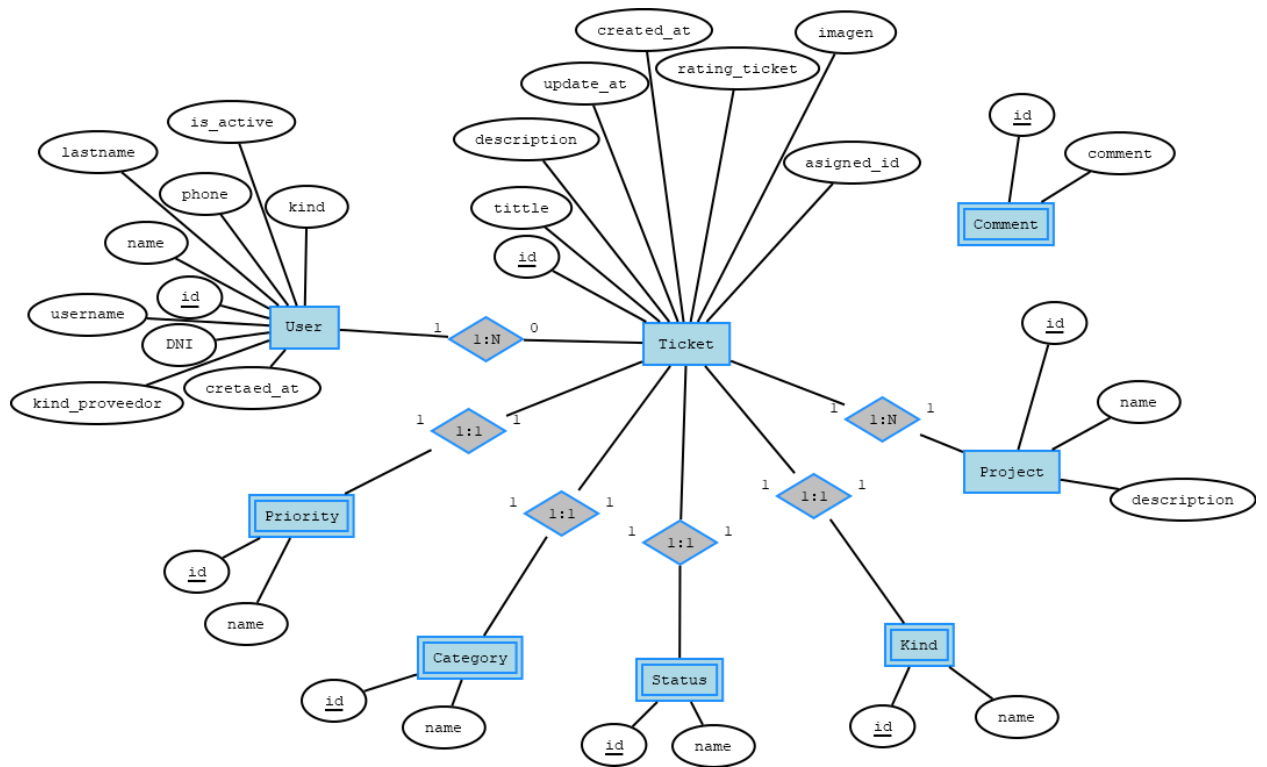 created_at
imagen
rating_ticket
update_at
is_active
id
description
lastname
comment
asigned_id
phone
kind
tittle
Comment
name
id
id
username
User
1
1:N
0
Ticket
id
DNI
cretaed_at
kind_proveedor
1
1:1
1
1
1:N
1
name
Project
description
1
1:1
1
1
1:1
1
1
1:1
1
Priority
id
name
Category
Status
Kind
id
name
id
name
id
name